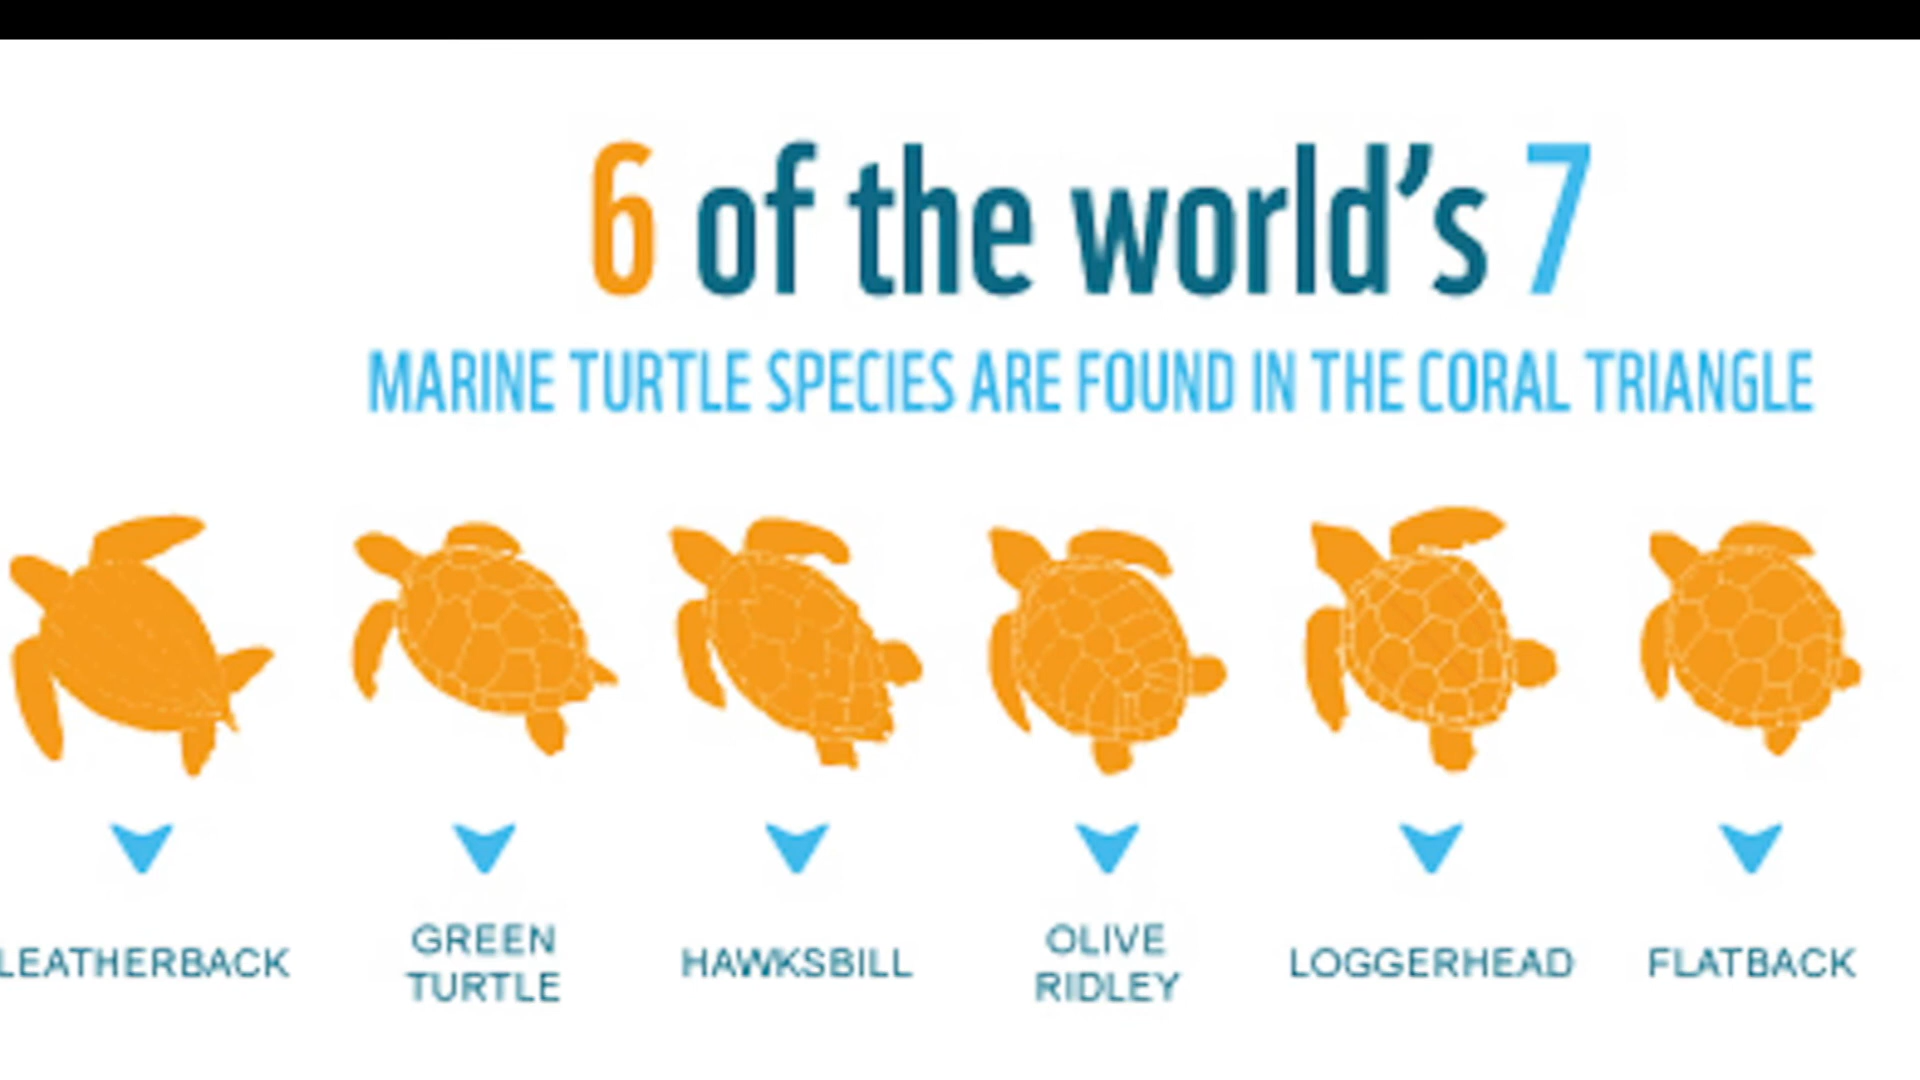 6 of the world’s 7
MARINE TURTLE SPECIES ARE FOUND IN THE CORAL TRIANGLE
LEATHERBACK
GREEN
TURTLE
HAWKSBILL
OLIVE
RIDLEY
LOGGERHEAD
FLATBACK